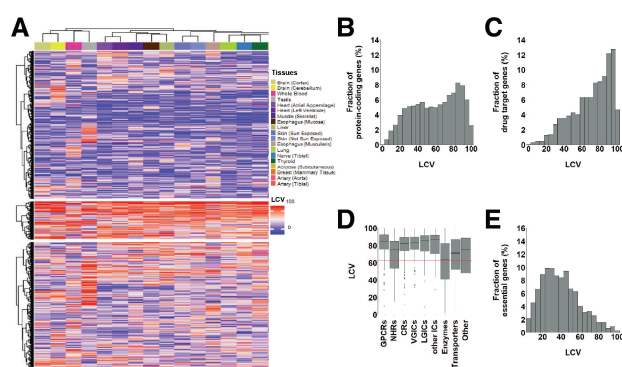 A
Tissues
Brain (Cortex)
Brain (Cerebellum)
Whole Blood
Testis
Heart (Atrial Appendage)
Heart (Left Ventricle)
Muscle (Skeletal)
Esophagus (Mucosa)
Liver
Skin (Sun Exposed)
Skin (Not Sun Exposed)
Esophagus (Muscularis)
Lung
Nerve (Tibial)
Thyroid
Adipose (Subcutaneous)
Breast (Mammary Tissue)
Artery (Aorta)
Artery (Tibial)
LCV
100
0
B
Fraction of
protein-coding genes (%)
14
12
10
8
6
4
2
0
0 20 40 60 80 100
LCV
C
Fraction of
drug target genes (%)
14
12
10
8
6
4
2
0
0 20 40 60 80 100
LCV
D
LCV
100
80
60
40
20
0
GPCRs
NHRs
CRs
VGICs
LGICs
other ICs
Enzymes
Transporters
Other
E
Fraction of
essential genes (%)
16
14
12
10
8
6
4
2
0
0 20 40 60 80 100
LCV